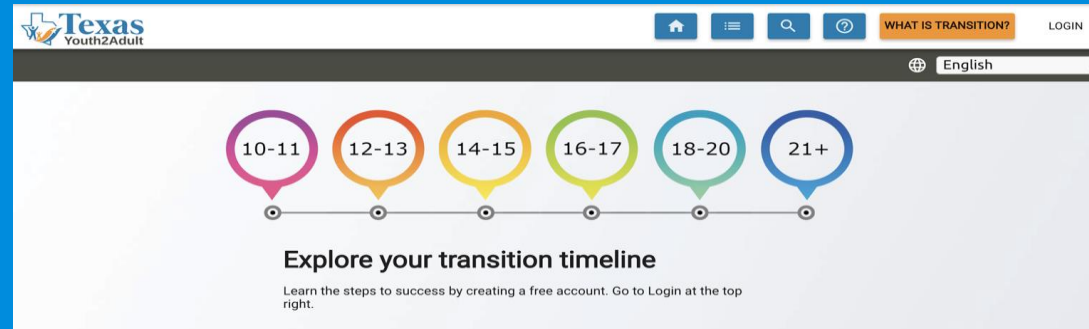 Texas
Youth2Adult
WHAT IS TRANSITION?
LOGIN
English
10-11
12-13
14-15
16-17
18-20
21+
Explore your transition timeline
Learn the steps to success by creating a free account. Go to Login at the top
right.